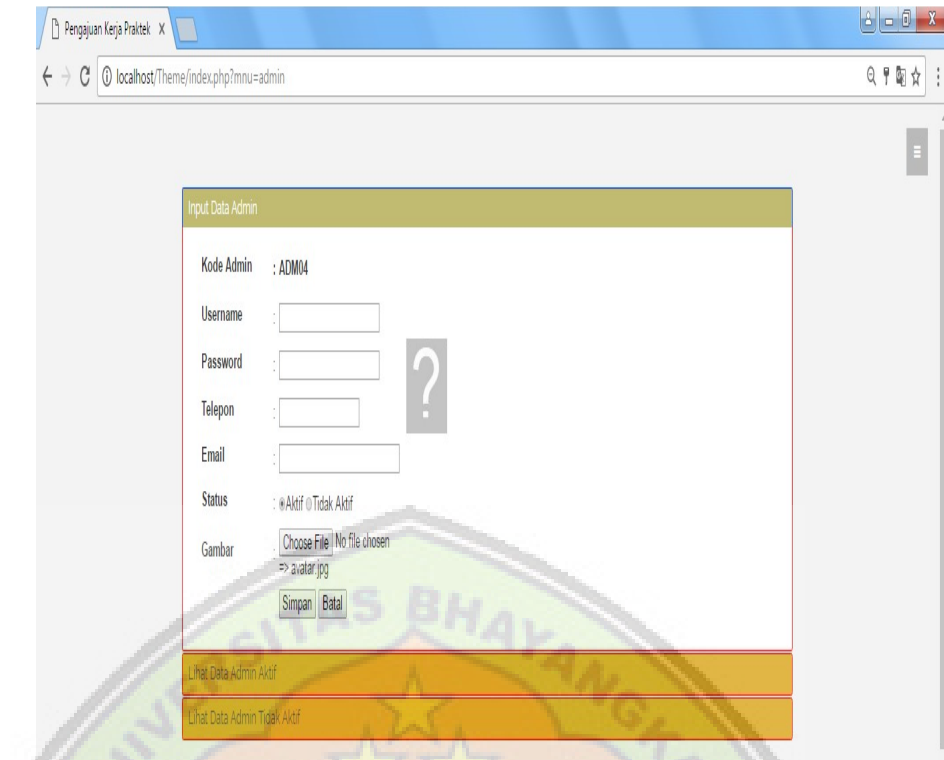 Pengajuan Kerja Praktek
localhost/Theme/index.php?mnu=admin
Input Data Admin
Kode Admin : ADM04
Username :
Password :
?
Telepon :
Email :
Status : Aktif Tidak Aktif
Gambar : Choose File No file chosen
=> avatar.jpg
Simpan Batal
Lihat Data Admin Aktif
Lihat Data Admin Tidak Aktif